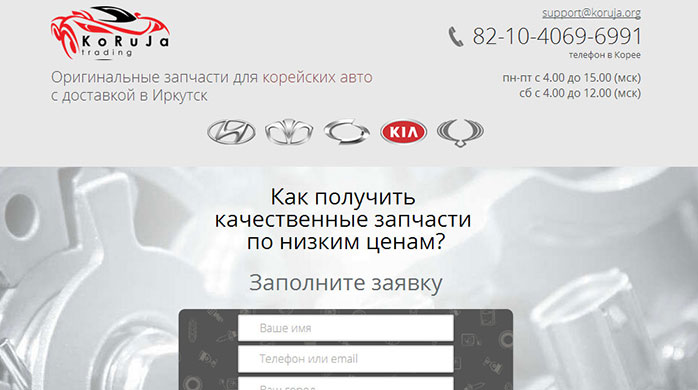 KoRuJa
trading
support@koruja.org
82-10-4069-6991
телефон в Корее
Оригинальные запчасти для корейских авто
с доставкой в Иркутск
пн-пт с 4.00 до 15.00 (мск)
сб с 4.00 до 12.00 (мск)
KIA
Как получить
качественные запчасти
по низким ценам?
Заполните заявку
Ваше имя
Телефон или email
Ваш город